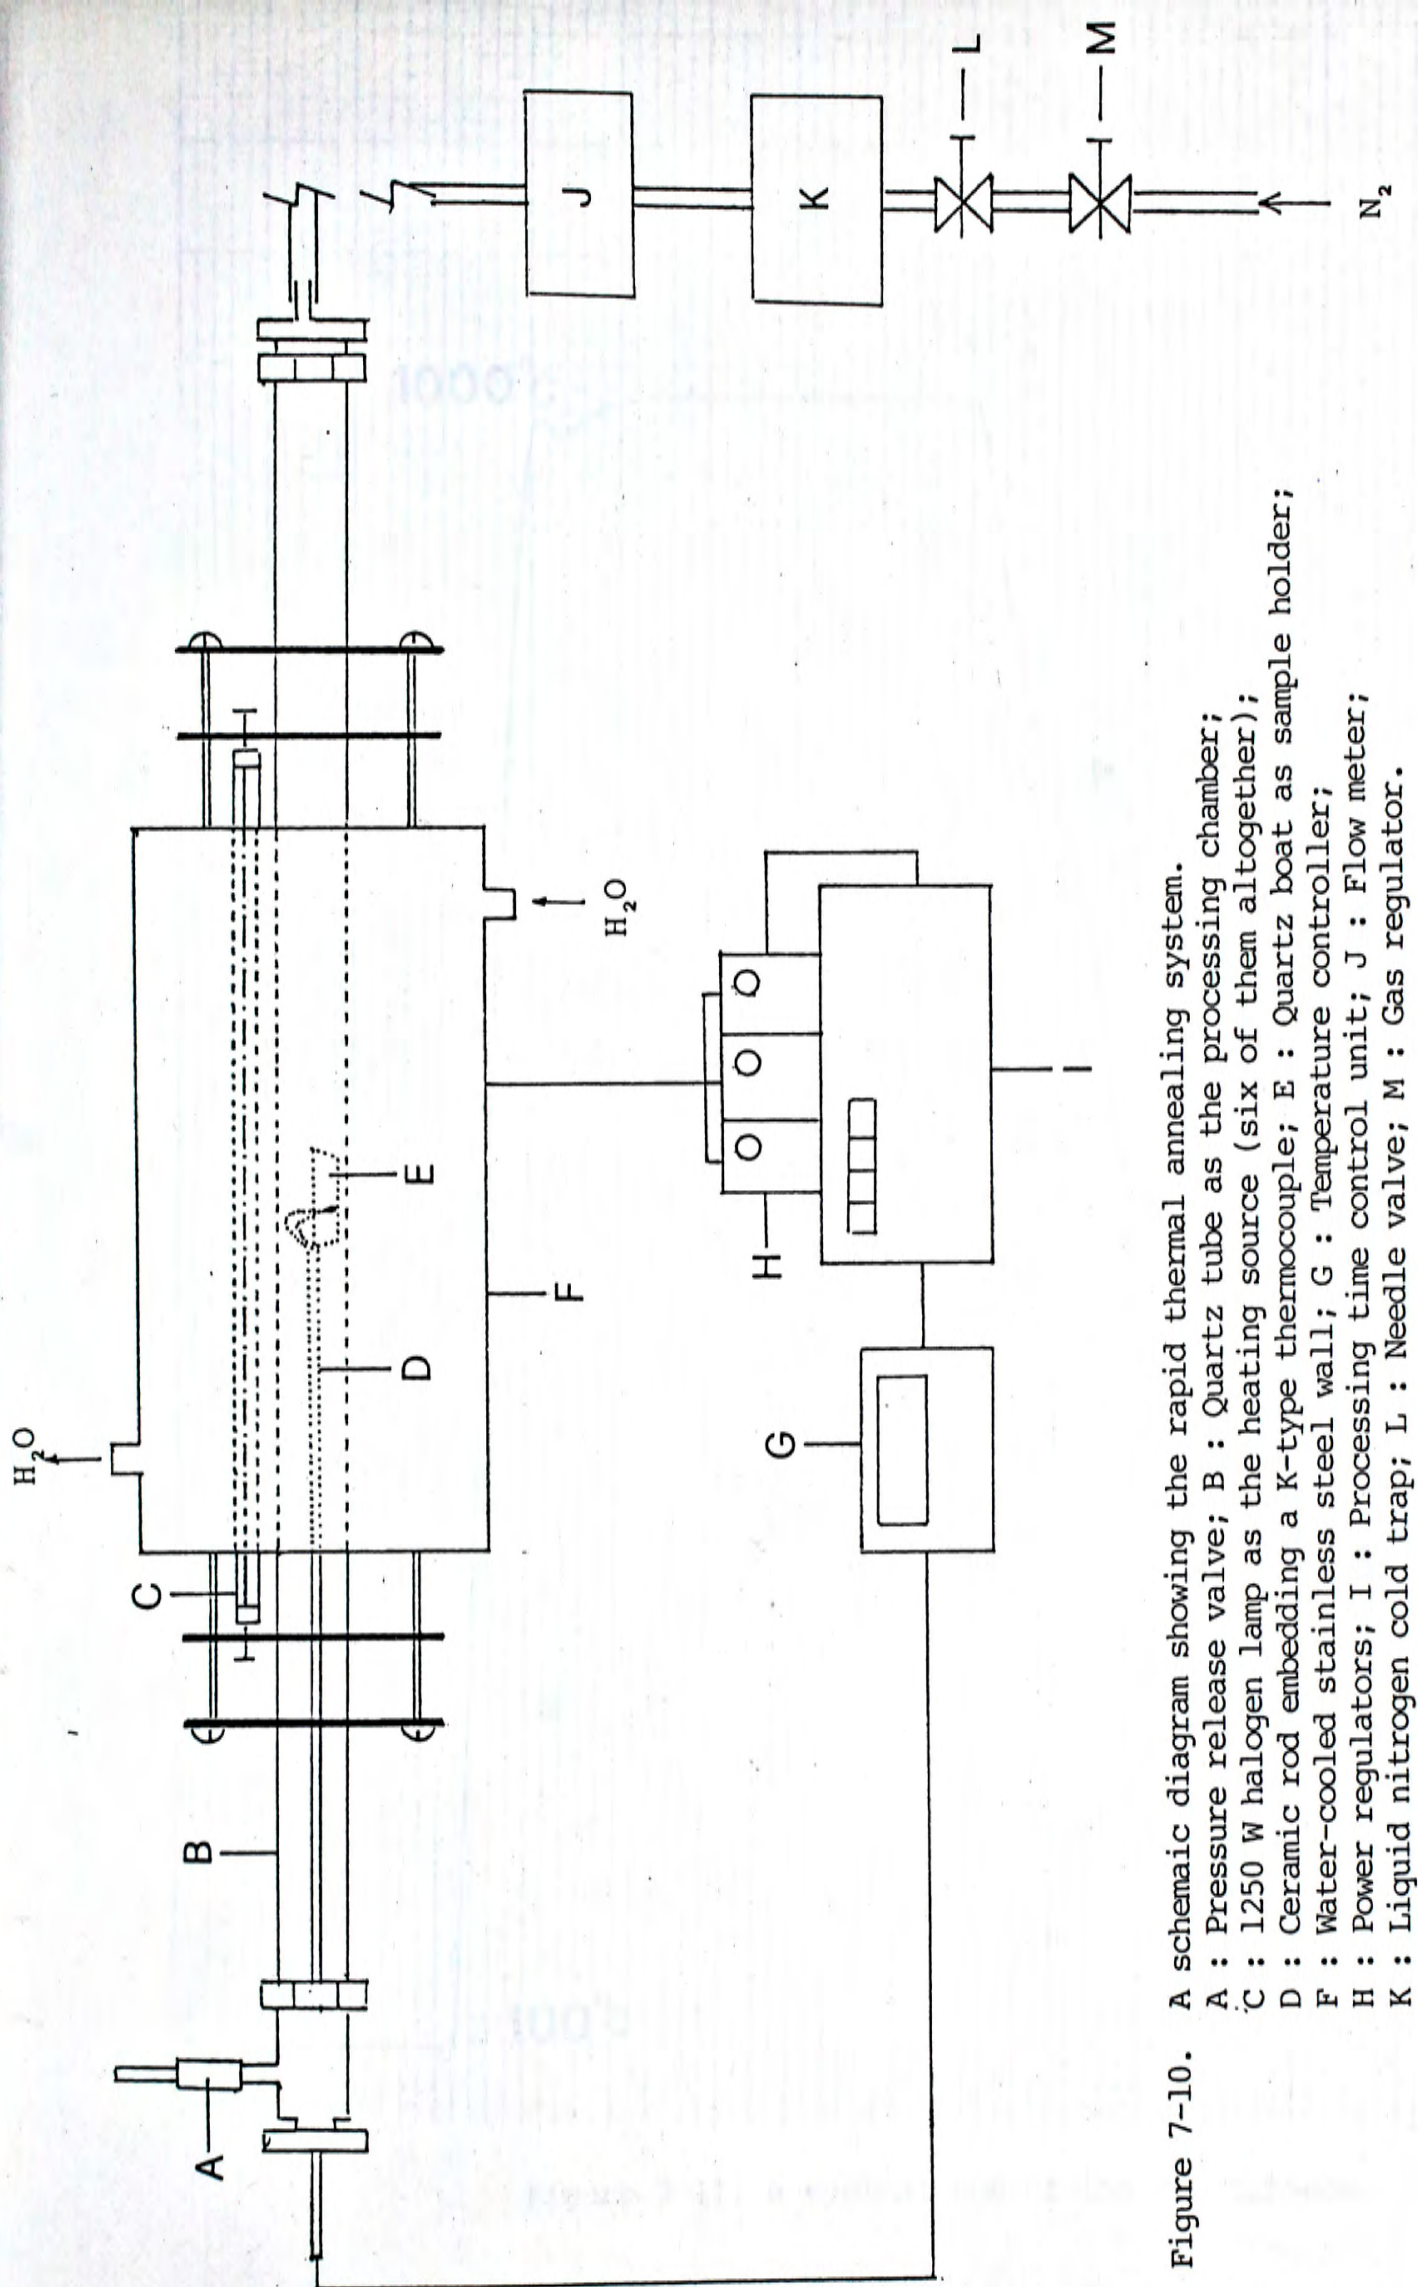 H₂O
A
B
C
D
E
F
G
H
I
H₂O
J
K
L
M
N₂
1000
0.001
Figure 7-10. A schemaic diagram showing the rapid thermal annealing system.
A : Pressure release valve; B : Quartz tube as the processing chamber;
C : 1250 W halogen lamp as the heating source (six of them altogether);
D : Ceramic rod embedding a K-type thermocouple; E : Quartz boat as sample holder;
F : Water-cooled stainless steel wall; G : Temperature controller;
H : Power regulators; I : Processing time control unit; J : Flow meter;
K : Liquid nitrogen cold trap; L : Needle valve; M : Gas regulator.